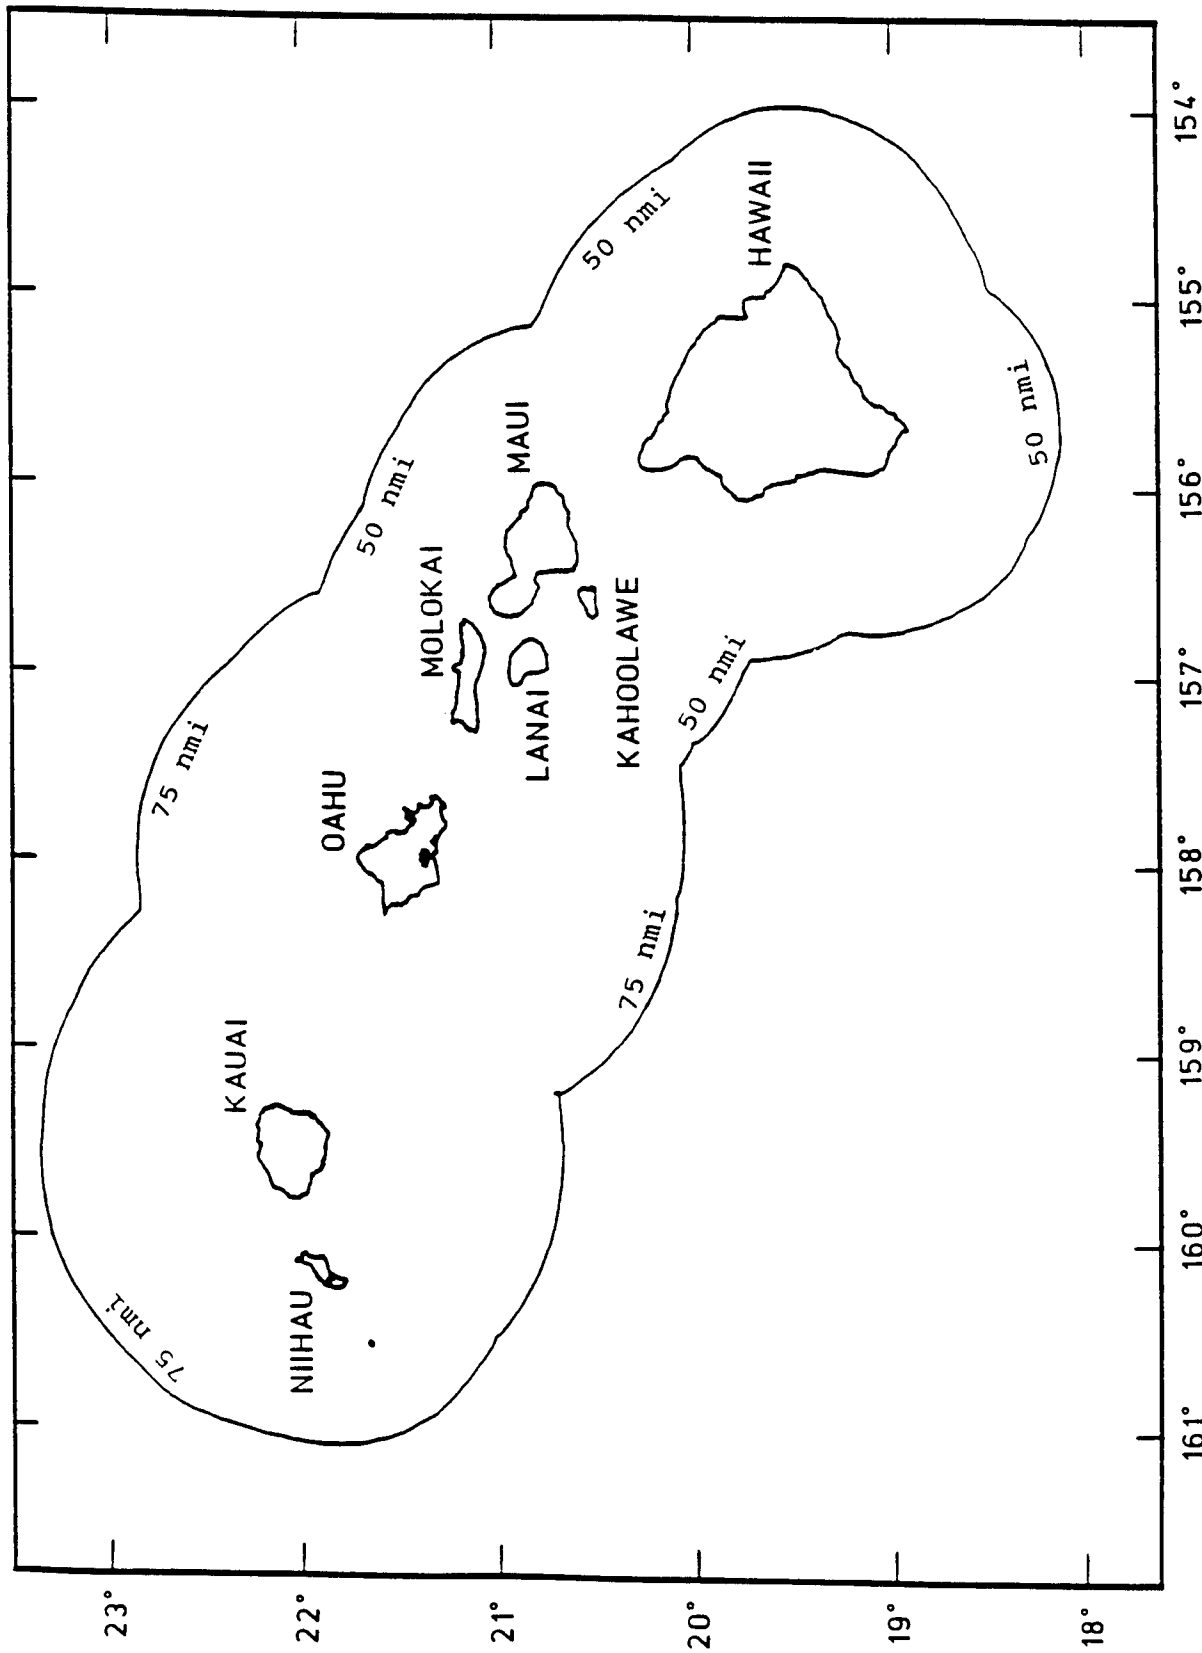 23°
22°
21°
20°
19°
18°
161°
160°
159°
158°
157°
156°
155°
154°
75 nmi
75 nmi
50 nmi
50 nmi
NIIHAU
KAUAI
OAHU
MOLOKAI
MAUI
LANAI
KAHOOLAWE
HAWAII
75 nmi
50 nmi
50 nmi